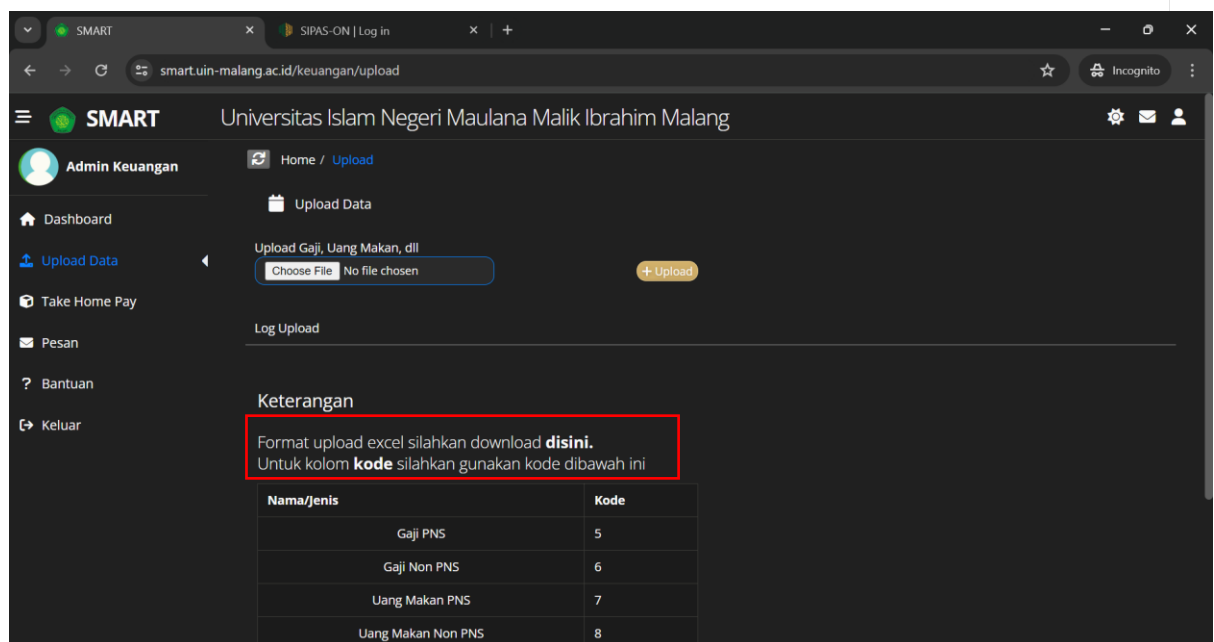 SMART
SIPAS-ON | Log in
smart.uin-malang.ac.id/keuangan/upload
Incognito
SMART
Universitas Islam Negeri Maulana Malik Ibrahim Malang
Admin Keuangan
Home / Upload
Upload Data
Dashboard
Upload Gaji, Uang Makan, dll
Upload Data
Choose File No file chosen
+ Upload
Take Home Pay
Log Upload
Pesan
Bantuan
Keterangan
Keluar
Format upload excel silahkan download disini.
Untuk kolom kode silahkan gunakan kode dibawah ini
Nama/Jenis Kode
Gaji PNS 5
Gaji Non PNS 6
Uang Makan PNS 7
Uang Makan Non PNS 8